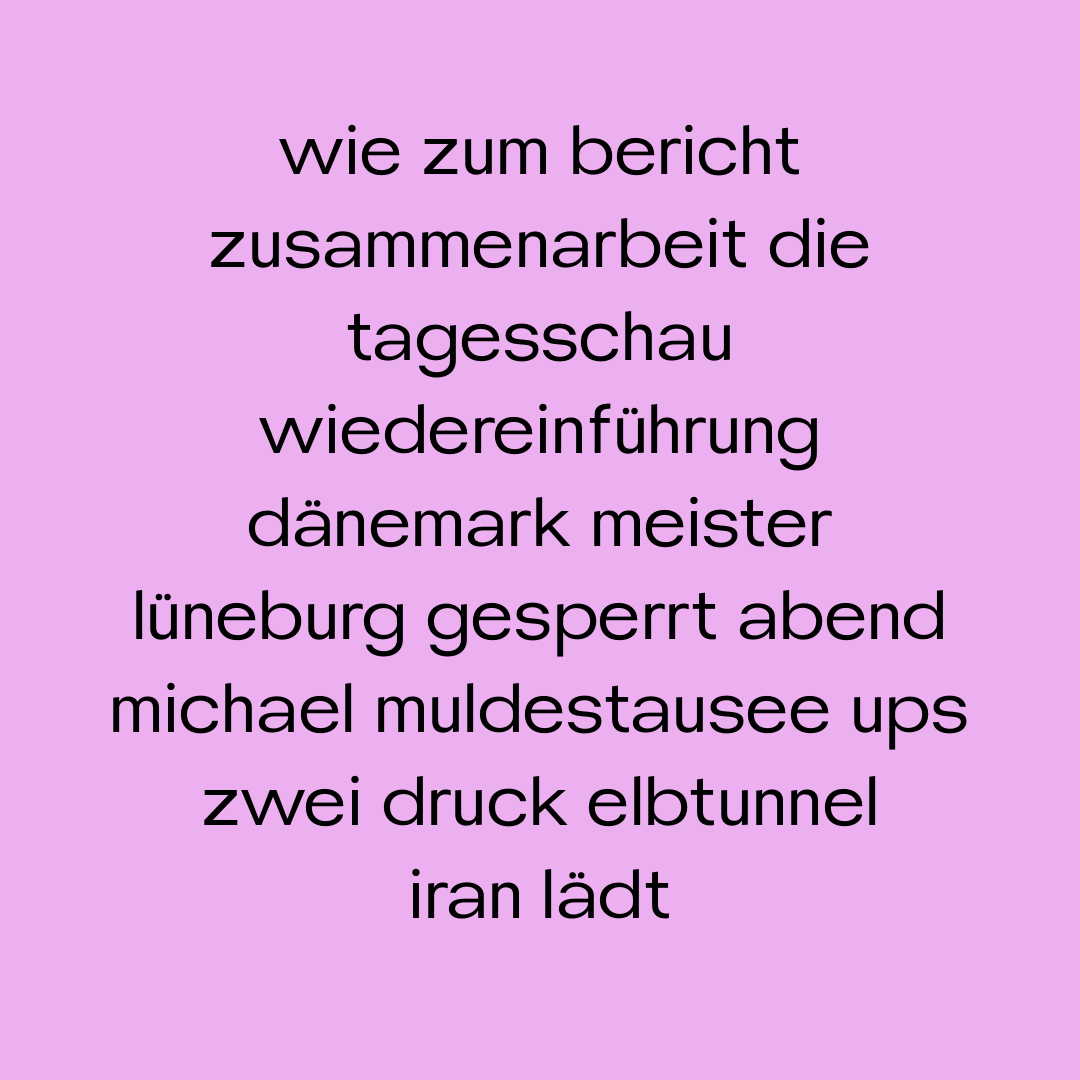 wie zum bericht
zusammenarbeit die
tagesschau
wiedereinführung
dänemark meister
lüneburg gesperrt abend
michael muldestausee ups
zwei druck elbtunnel
iran lädt